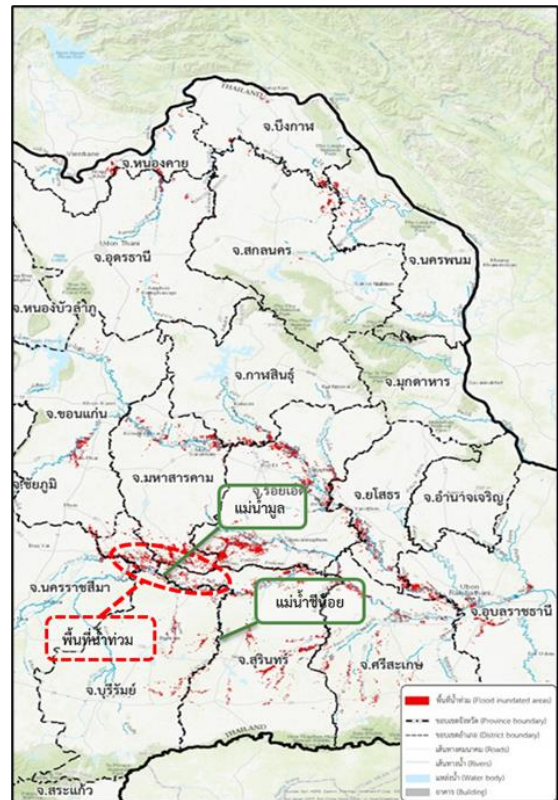 THAILAND
จ.บึงกาฬ
Vientiane
จ.หนองคาย
Udon Thani
จ.อุดรธานี
จ.สกลนคร
จ.นครพนม
จ.หนองบัวลำภู
จ.กาฬสินธุ์
จ.มุกดาหาร
จ.ขอนแก่น
จ.ชัยภูมิ
จ.มหาสารคาม
จ.ร้อยเอ็ด
จ.ยโสธร
จ.อำนาจเจริญ
แม่น้ำมูล
จ.นครราชสีมา
แม่น้ำชีน้อย
Ubon
Ratchathani
จ.อุบลราชธานี
พื้นที่น้ำท่วม
จ.สุรินทร์
จ.ศรีสะเกษ
จ.บุรีรัมย์
THAILAND
จ.สระแก้ว
พื้นที่น้ำท่วม (Flood inundated areas)
ขอบเขตจังหวัด (Province boundary)
ขอบเขตอำเภอ (District boundary)
เส้นทางคมนาคม (Roads)
เส้นทางน้ำ (Rivers)
แหล่งน้ำ (Water body)
อาคาร (Building)